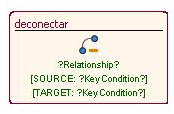 deconectar
?Relationship?
[SOURCE: ?KeyCondition?]
[TARGET: ?KeyCondition?]